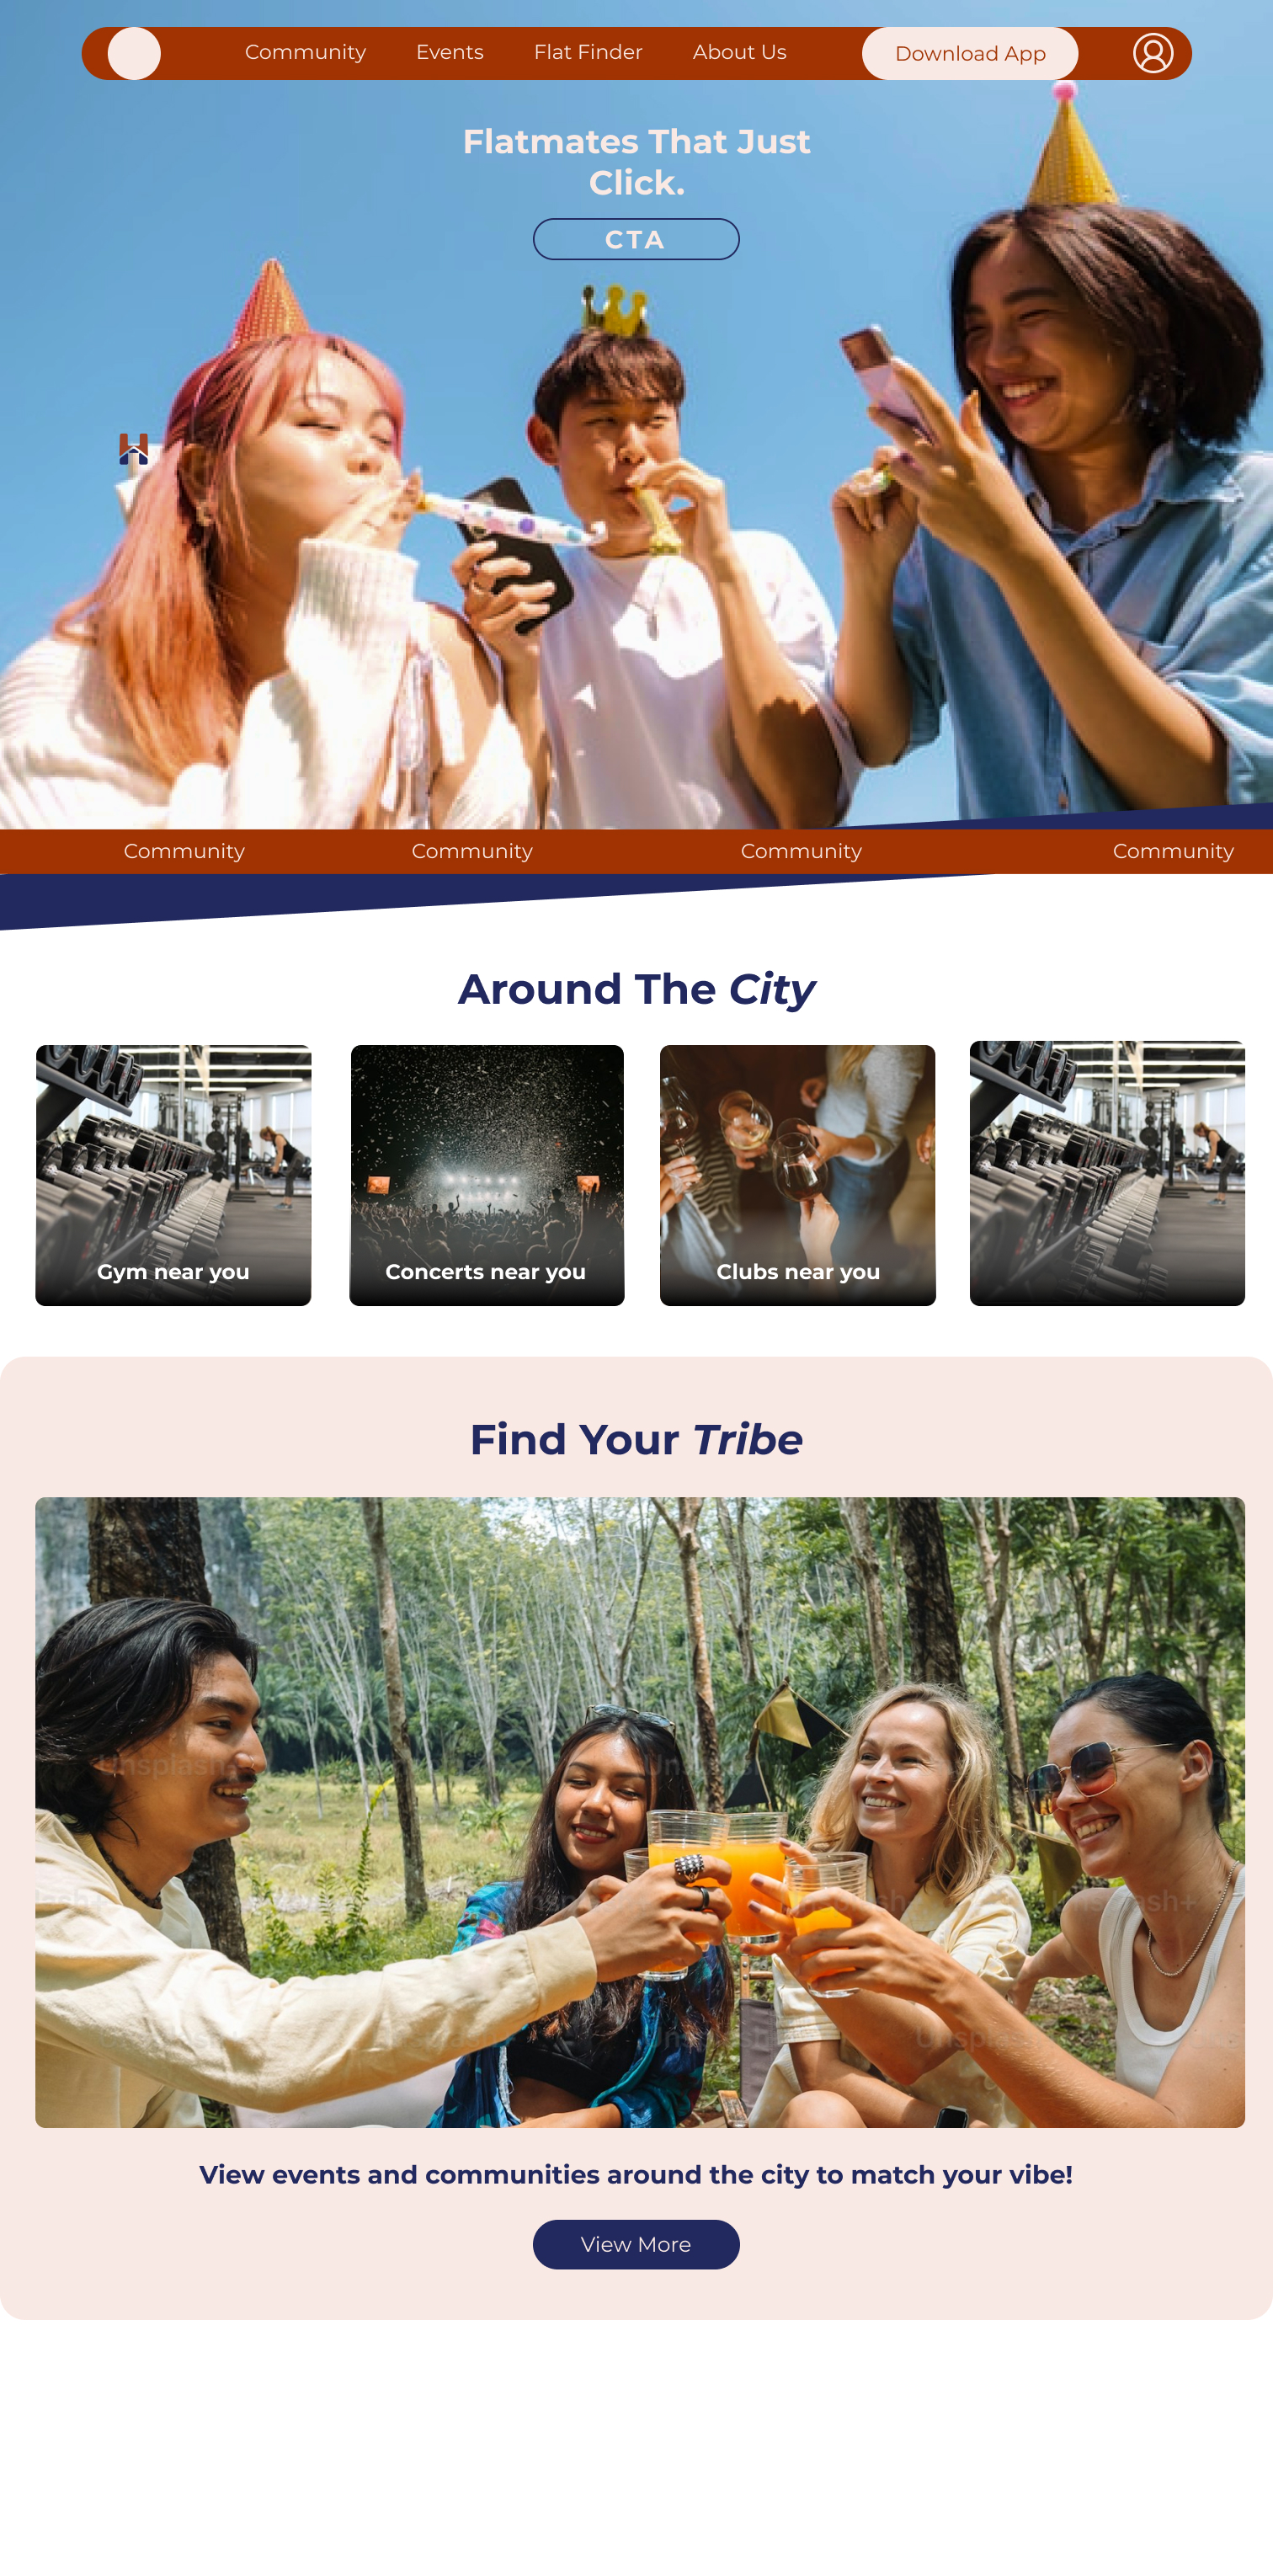 Community Events Flat Finder About Us Download App
Flatmates That Just
Click.
CTA
Community Community Community Community
Around The City
Gym near you Concerts near you Clubs near you
Find Your Tribe
View events and communities around the city to match your vibe!
View More